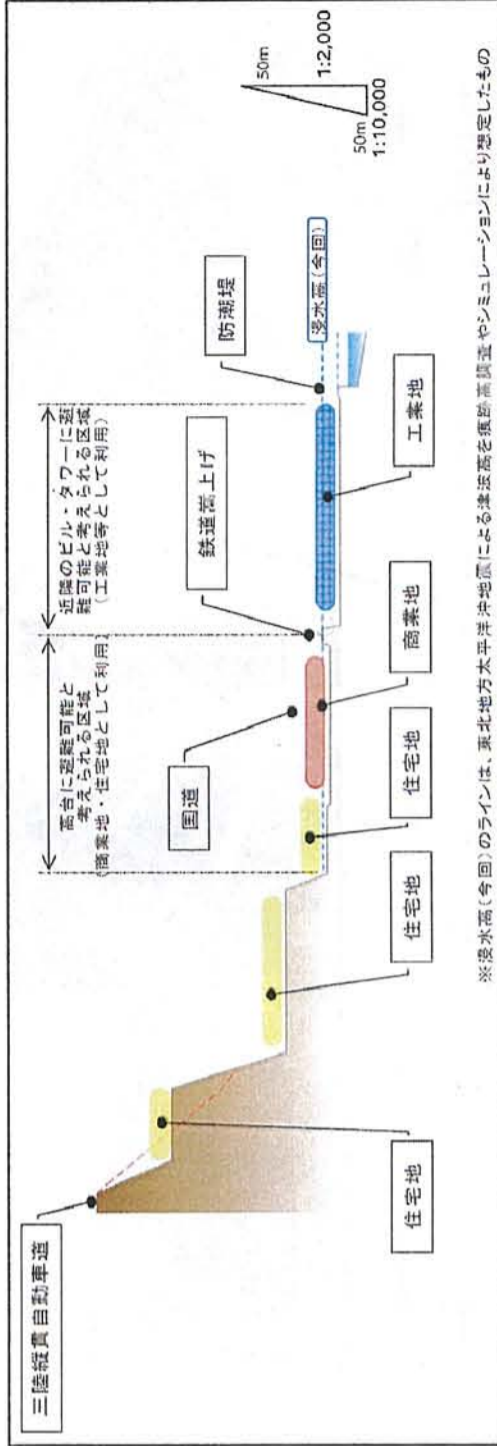 三陸縦貫自動車道
高台に避難可能と
考えられる区域
(商業地・住宅地として利用)
近隣のビル・タワーに避
難可能と考えられる区域
(工業地等として利用)
国道
鉄道嵩上げ
防潮堤
浸水高(今回)
50m
1:2,000
50m
1:10,000
住宅地
住宅地
住宅地
商業地
工業地
※浸水高(今回)のラインは、東北地方太平洋沖地震による津波高を痕跡高調査やシミュレーションにより想定したもの